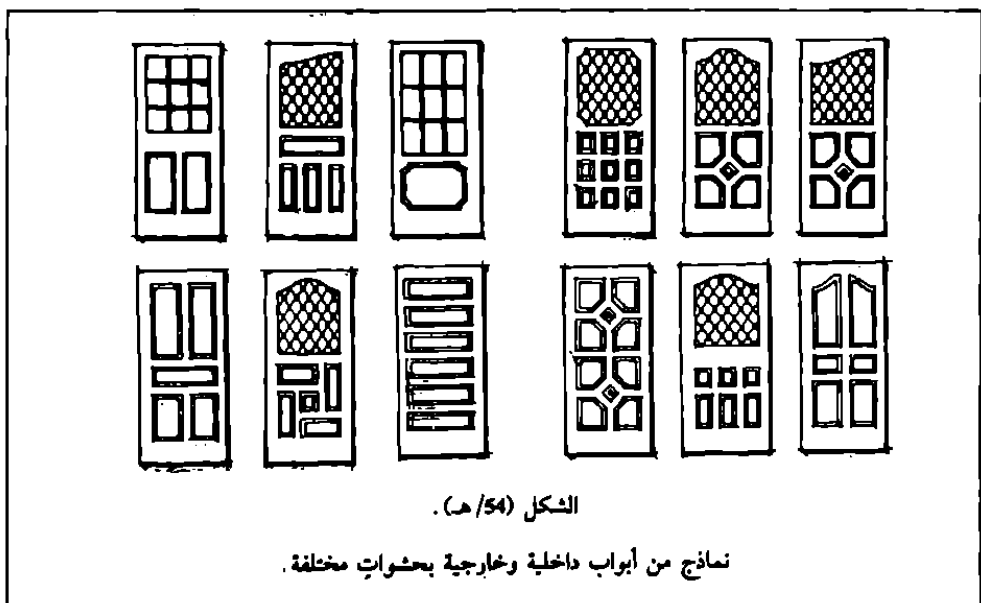 الشكل (54/ هـ) .
نماذج من أبواب داخلية وخارجية بحشواتٍ مختلفة .